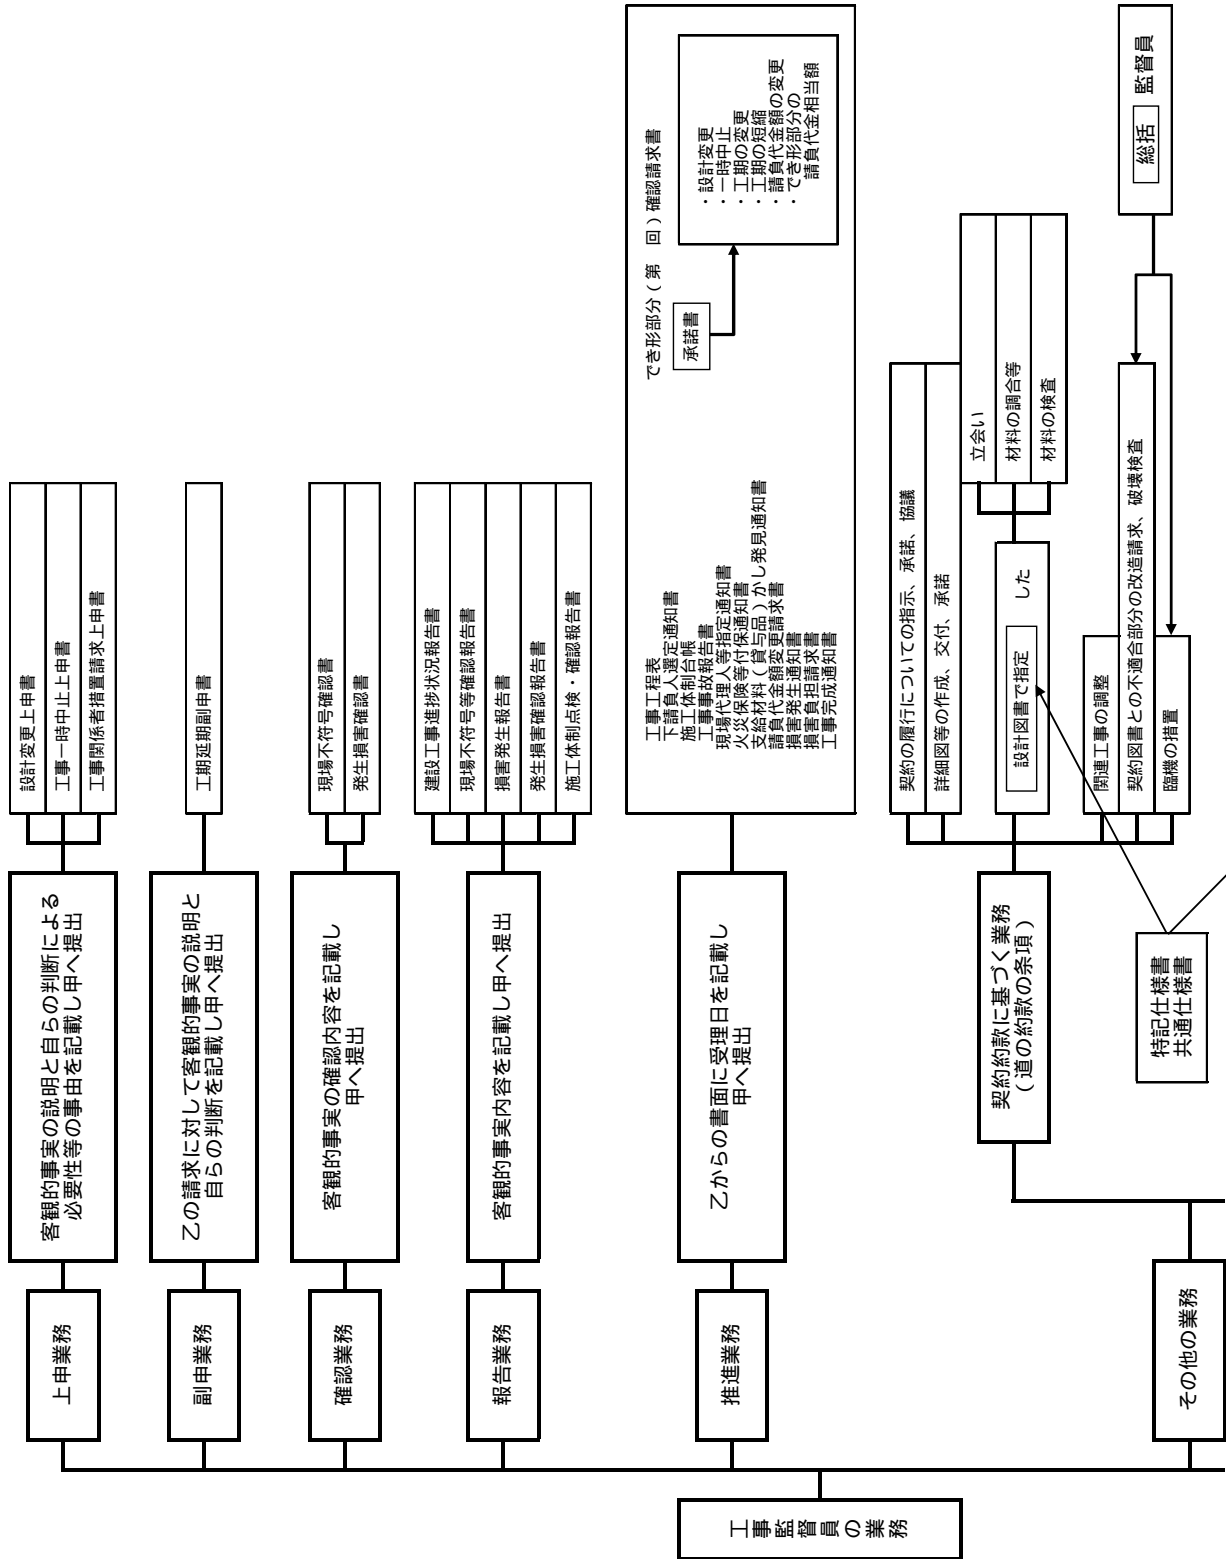 工事監督員の業務
上申業務
客観的事実の説明と自らの判断による
必要性等の事由を記載し甲へ提出
設計変更上申書
工事一時中止上申書
工事関係者措置請求上申書
副申業務
乙の請求に対して客観的事実の説明と
自らの判断を記載し甲へ提出
工期延期副申書
確認業務
客観的事実の確認内容を記載し
甲へ提出
現場不符号確認書
発生損害確認書
報告業務
客観的事実内容を記載し甲へ提出
建設工事進捗状況報告書
現場不符号等確認報告書
損害発生報告書
発生損害確認報告書
施工体制点検・確認報告書
推進業務
乙からの書面に受理日を記載し
甲へ提出
工事工程表
下請負人選定通知書
施工体制台帳
工事事故報告書
現場代理人等指定通知書
火災保険等付保通知書
支給材料(貸与品)かし発見通知書
請負代金額変更請求書
損害発生通知書
損害負担請求書
工事完成通知書
でき形部分(第 回)確認請求書
承諾書
・設計変更
・一時中止
・工期の変更
・工期の短縮
・請負代金額の変更
・でき形部分の
請負代金相当額
その他の業務
契約約款に基づく業務
(道の約款の条項)
契約の履行についての指示、承諾、協議
詳細図等の作成、交付、承諾
設計図書で指定 した
立会い
材料の調合等
材料の検査
関連工事の調整
契約図書との不適合部分の改造請求、破壊検査
臨機の措置
総括 監督員
特記仕様書
共通仕様書